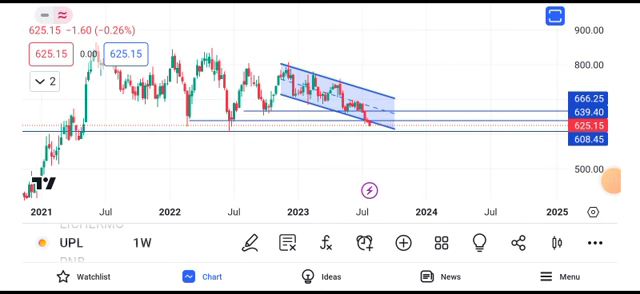 625.15 −1.60 (−0.26%)
625.15 0.00 625.15
2
900.00
800.00
666.25
639.40
625.15
608.45
500.00
2021 Jul 2022 Jul 2023 Jul 2024 Jul 2025
EICHERMO
UPL 1W
PNB
Watchlist Chart Ideas News Menu